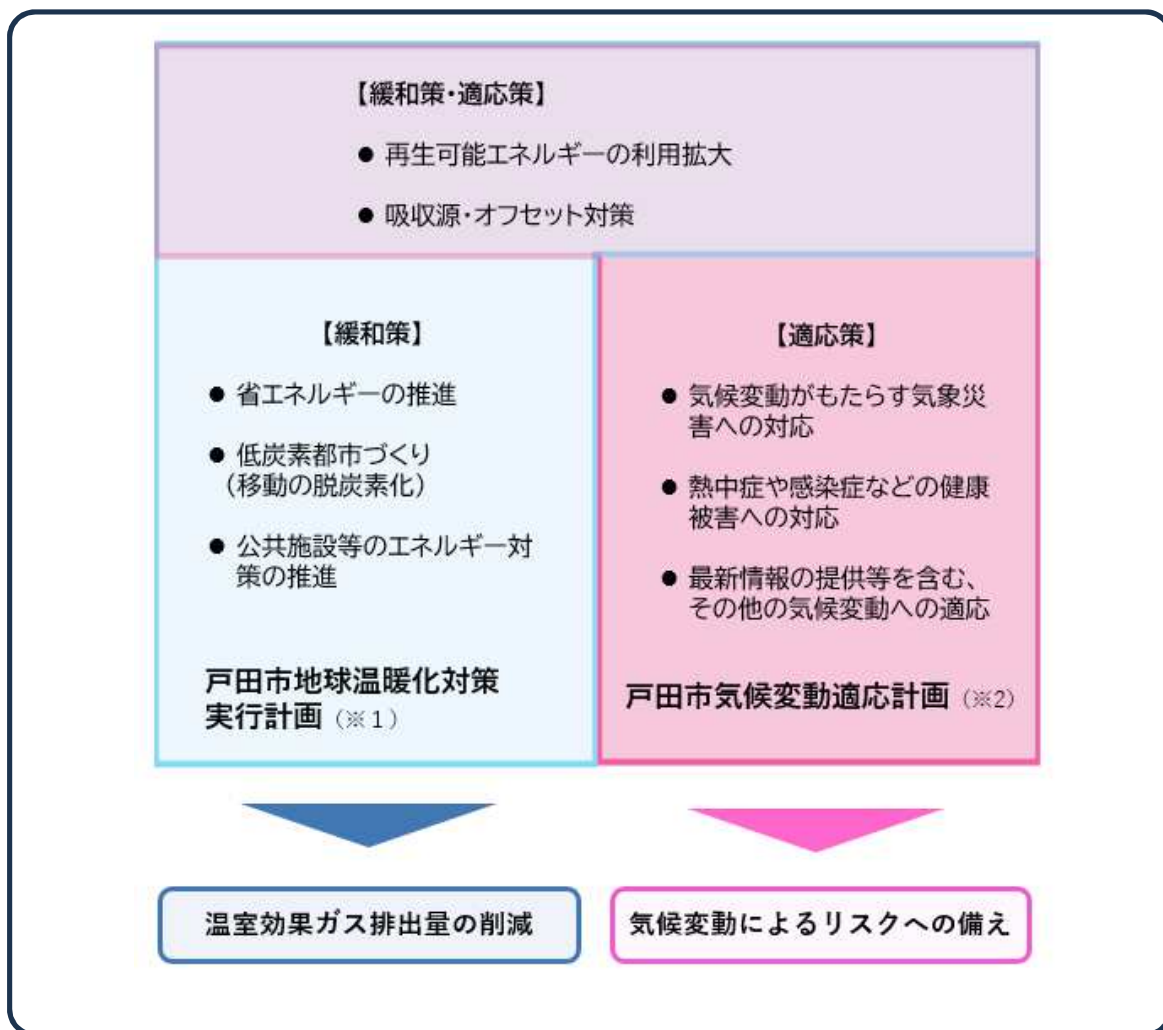 【緩和策・適応策】
● 再生可能エネルギーの利用拡大
● 吸収源・オフセット対策
【緩和策】
● 省エネルギーの推進
● 低炭素都市づくり
（移動の脱炭素化）
● 公共施設等のエネルギー対
策の推進
戸田市地球温暖化対策
実行計画（※１）
【適応策】
● 気候変動がもたらす気象災
害への対応
● 熱中症や感染症などの健康
被害への対応
● 最新情報の提供等を含む、
その他の気候変動への適応
戸田市気候変動適応計画（※2）
温室効果ガス排出量の削減
気候変動によるリスクへの備え